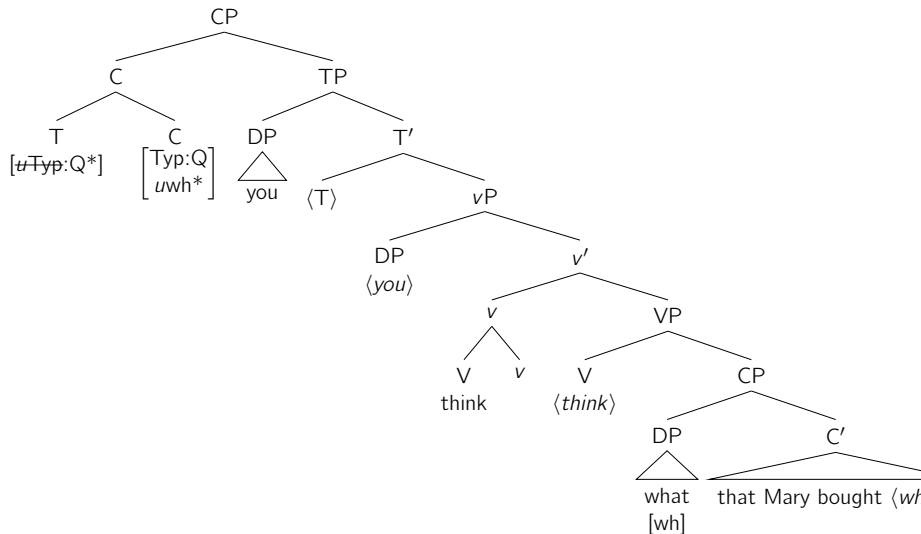 CP
C TP
T C DP T′
[uTyp:Q*] [Typ:Q uwh*] you ⟨T⟩ vP
DP v′
⟨you⟩
v VP
V v V CP
think ⟨think⟩
DP C′
what that Mary bought ⟨wh
[wh]